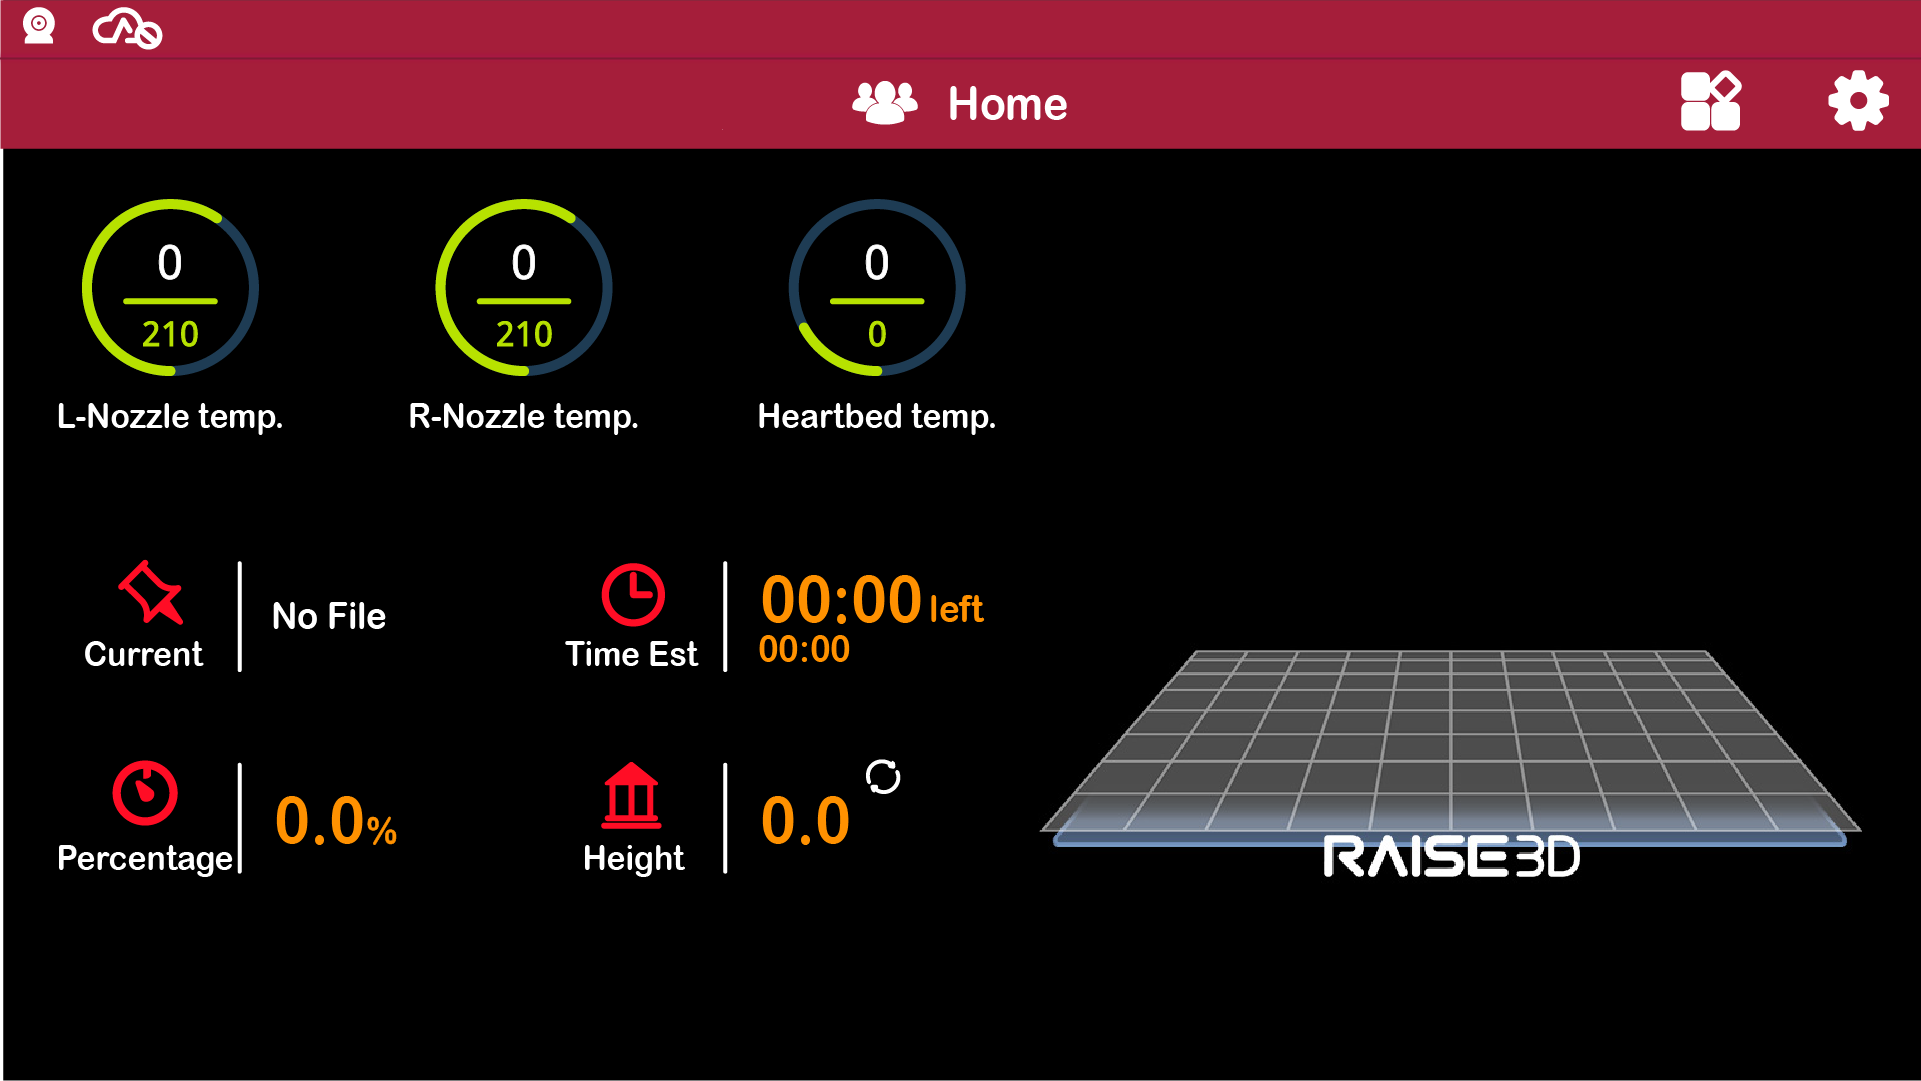 Home
0
210
L-Nozzle temp.
0
210
R-Nozzle temp.
0
0
Heartbed temp.
Current
No File
Time Est
00:00 left
00:00
Percentage
0.0%
Height
0.0
RAISE3D